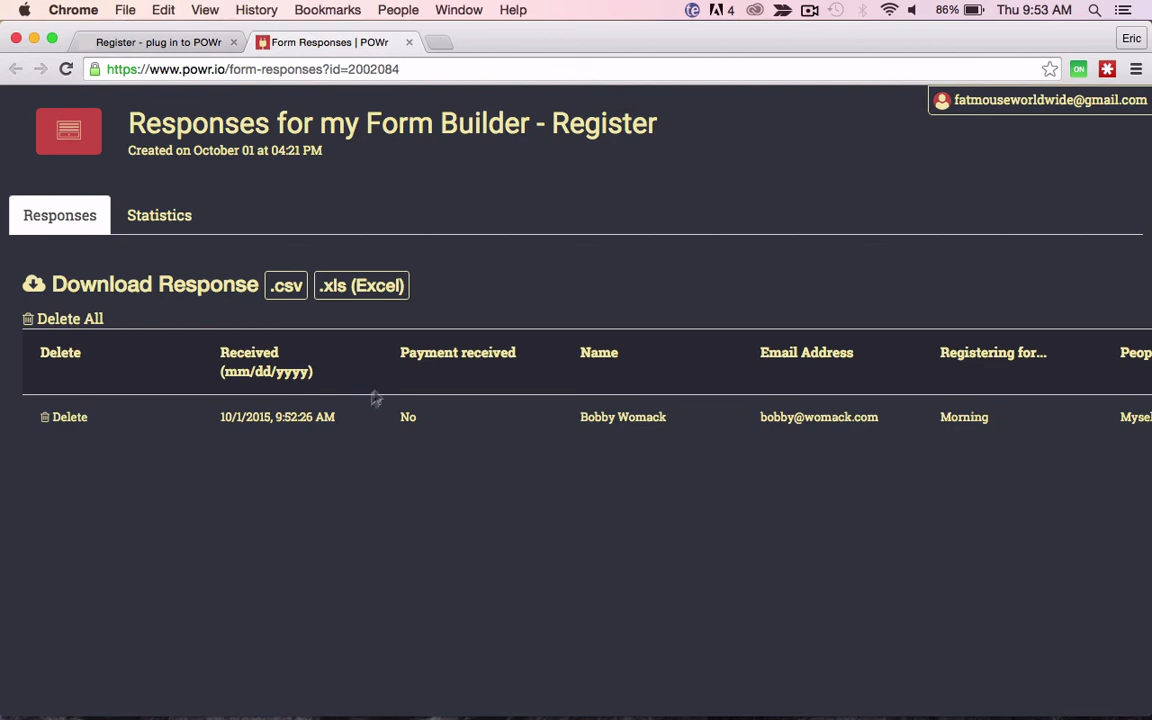 Chrome File Edit View History Bookmarks People Window Help 4 86% Thu 9:53 AM
Register - plug in to POWr × Form Responses | POWr × Eric
https://www.powr.io/form-responses?id=2002084 ON
fatmouseworldwide@gmail.com
Responses for my Form Builder - Register
Created on October 01 at 04:21 PM
Responses Statistics
Download Response .csv .xls (Excel)
Delete All
Delete Received Payment received Name Email Address Registering for... Peop
(mm/dd/yyyy)
Delete 10/1/2015, 9:52:26 AM No Bobby Womack bobby@womack.com Morning Mysel